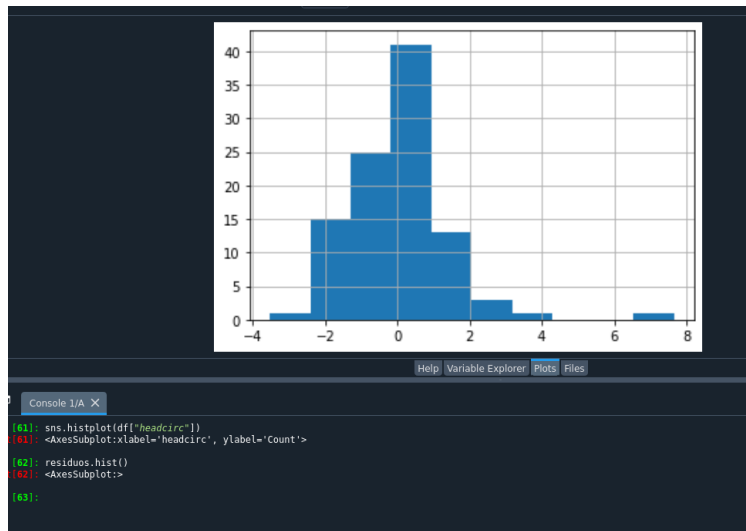 40
35
30
25
20
15
10
5
0
−4 −2 0 2 4 6 8
Help Variable Explorer Plots Files
Console 1/A ×
[61]: sns.histplot(df["headcirc"])
[61]: <AxesSubplot:xlabel='headcirc', ylabel='Count'>
[62]: residuos.hist()
[62]: <AxesSubplot:>
[63]: